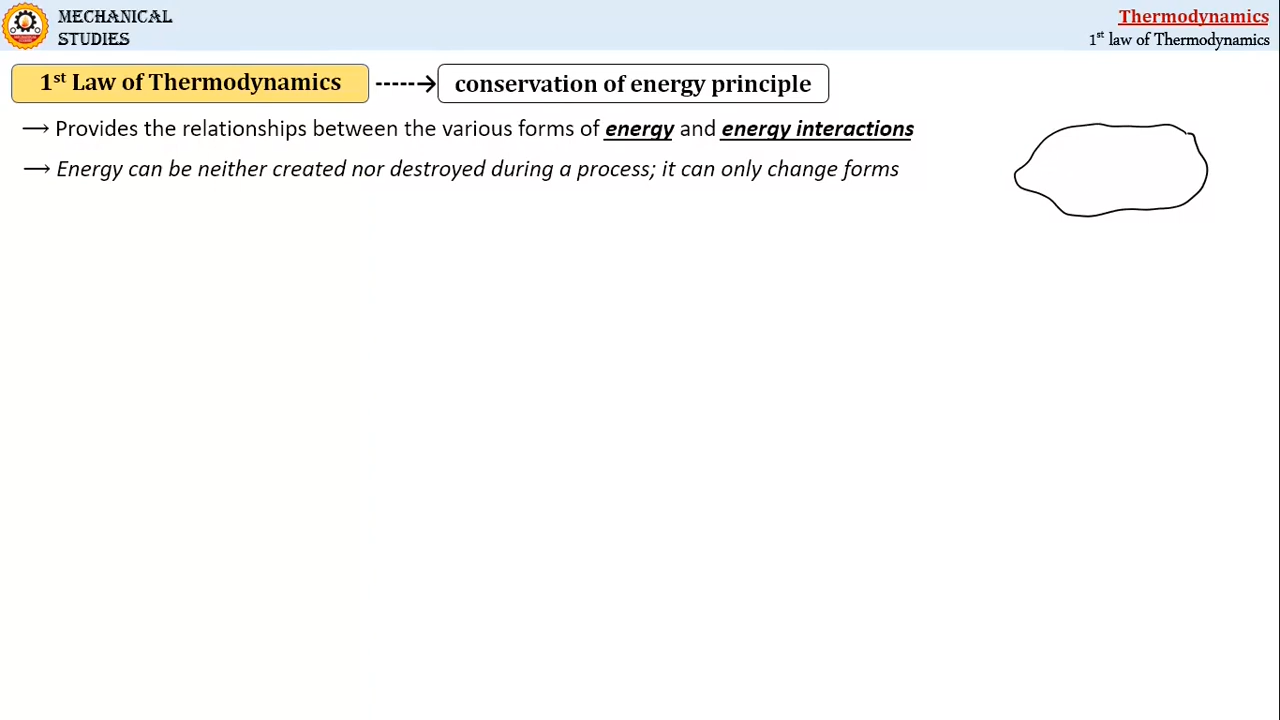 MECHANICAL
STUDIES
Thermodynamics
1st law of Thermodynamics
1st Law of Thermodynamics
conservation of energy principle
→ Provides the relationships between the various forms of energy and energy interactions
→ Energy can be neither created nor destroyed during a process; it can only change forms